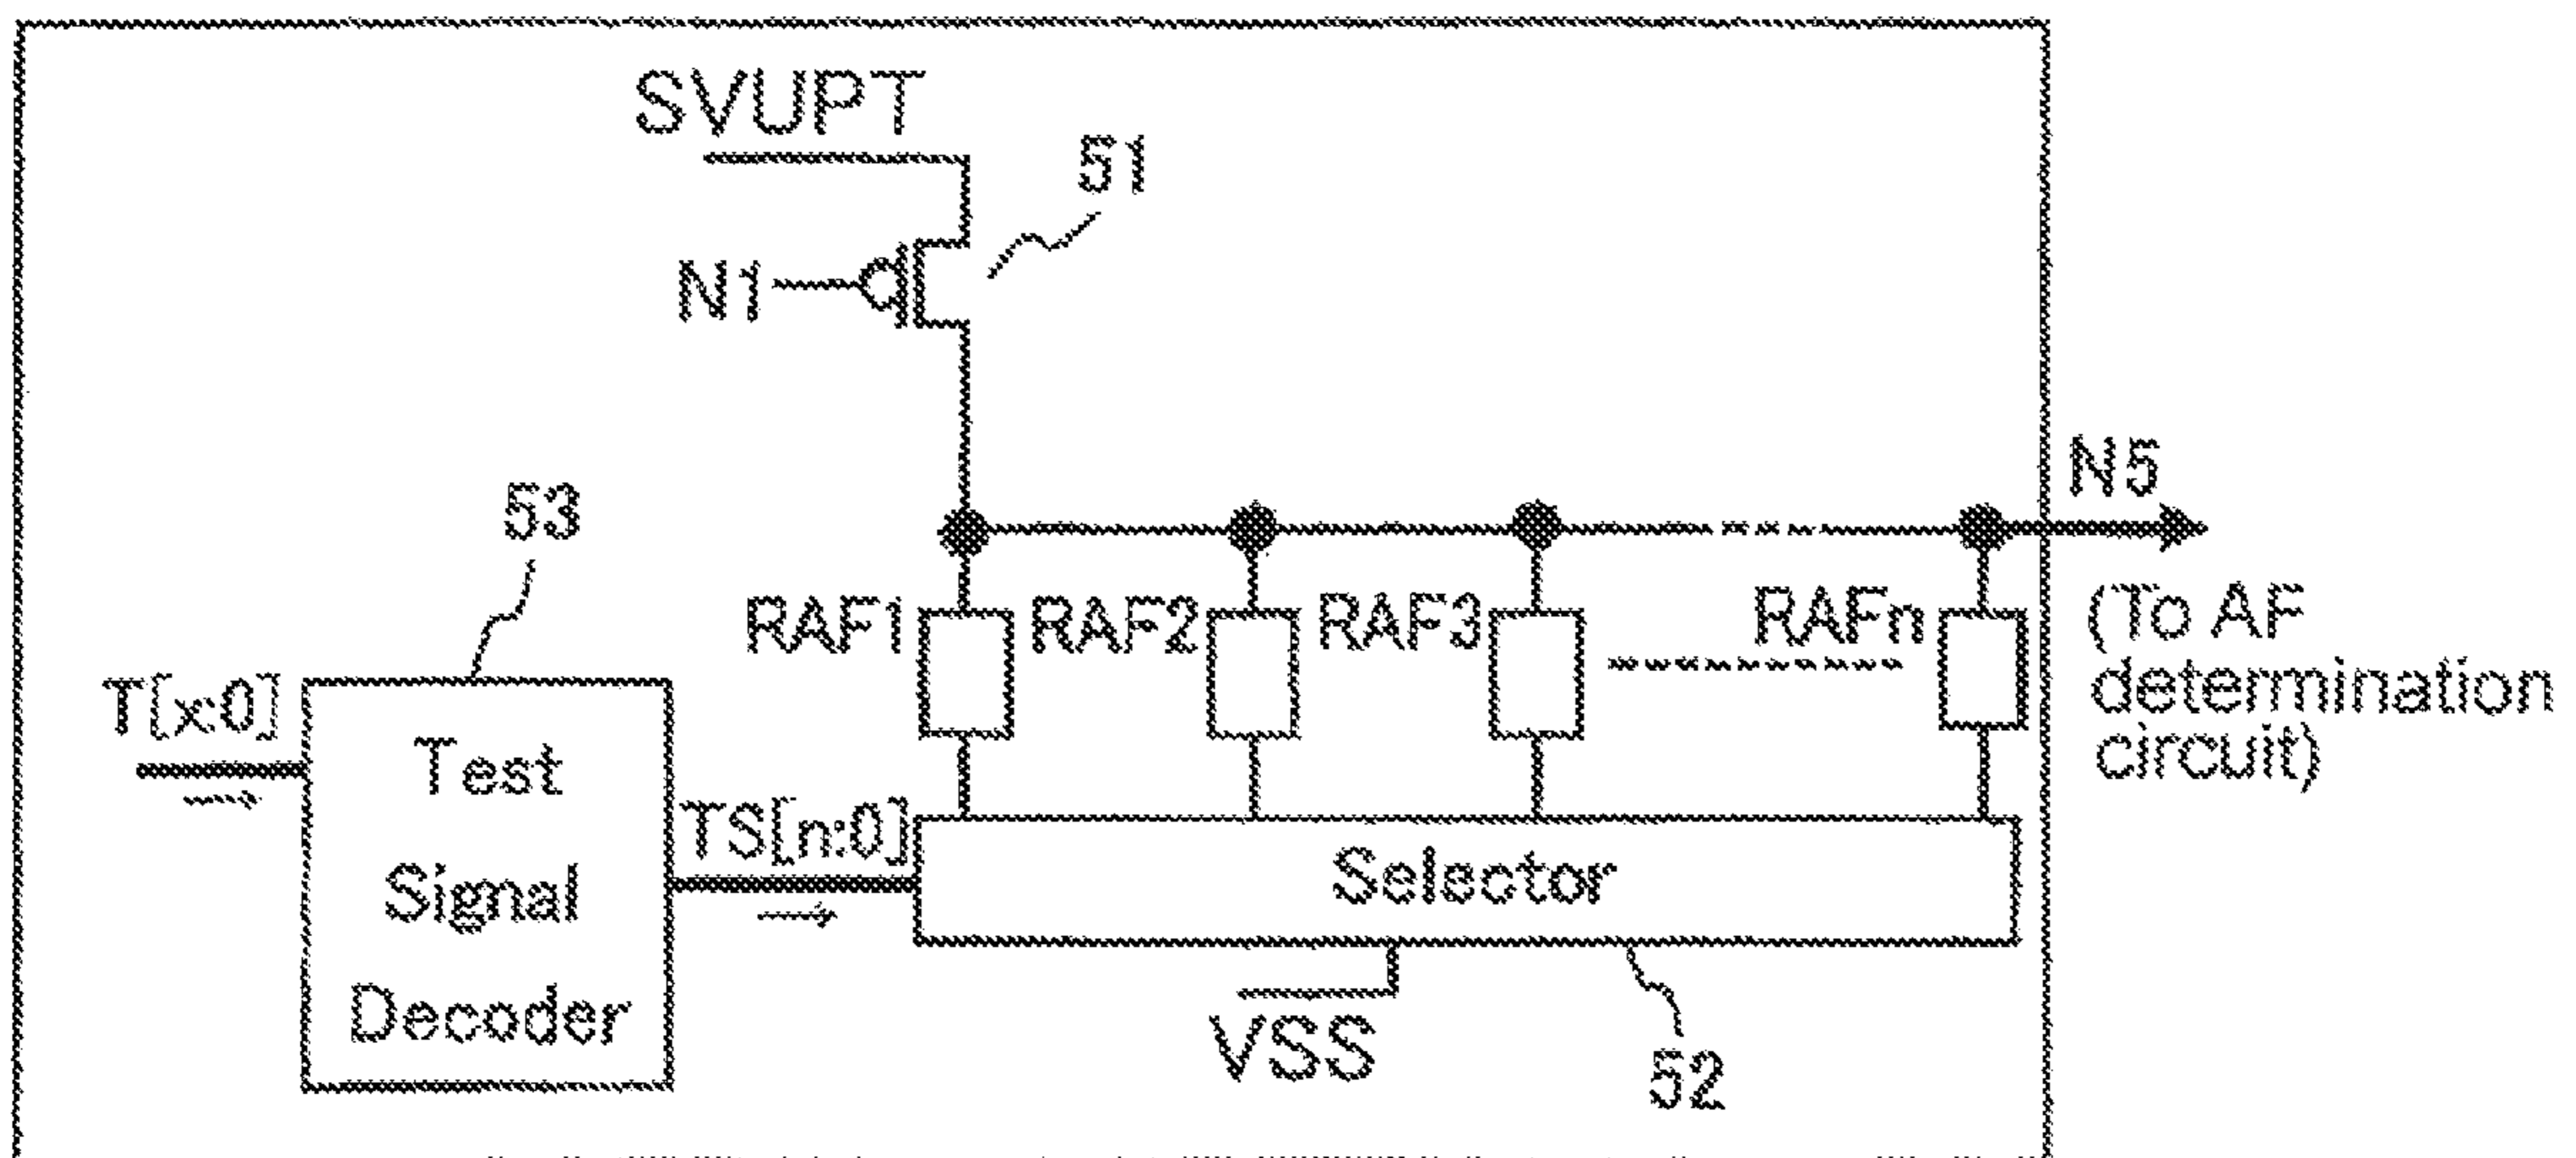 SVUPT
51
N1
N5
53
RAF1
RAF2
RAF3
RAFn
(To AF
determination
circuit)
T[x:0]
Test
Signal
Decoder
TS[n:0]
Selector
VSS
52